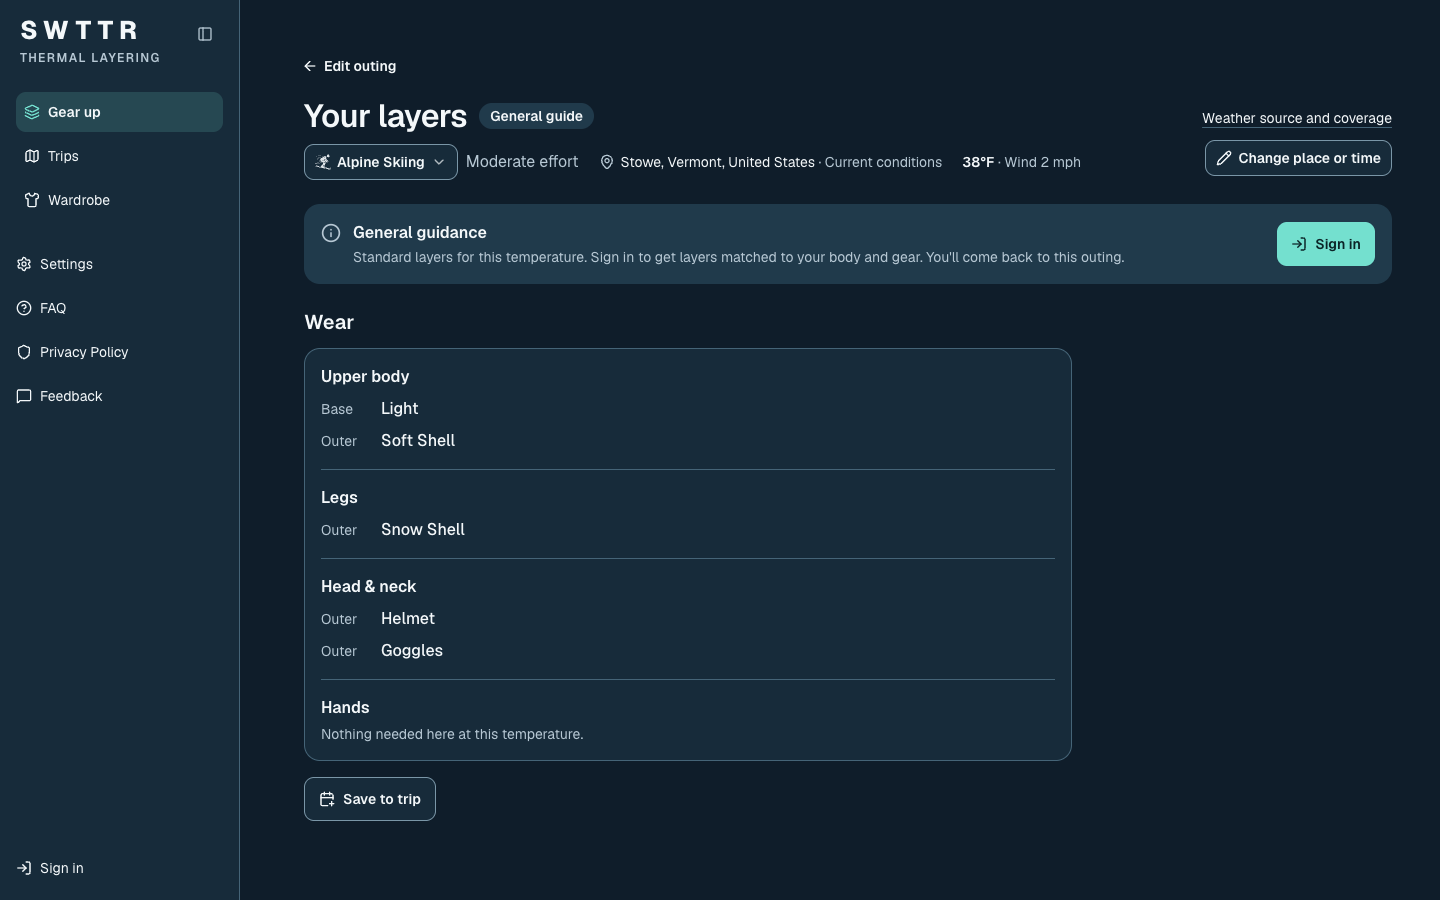 SWTTR
THERMAL LAYERING
Gear up
Trips
Wardrobe
Settings
FAQ
Privacy Policy
Feedback
Sign in
Edit outing
Your layers
General guide
Weather source and coverage
Alpine Skiing
Moderate effort
Stowe, Vermont, United States · Current conditions
38°F · Wind 2 mph
Change place or time
General guidance
Standard layers for this temperature. Sign in to get layers matched to your body and gear. You'll come back to this outing.
Sign in
Wear
Upper body
Base Light
Outer Soft Shell
Legs
Outer Snow Shell
Head & neck
Outer Helmet
Outer Goggles
Hands
Nothing needed here at this temperature.
Save to trip